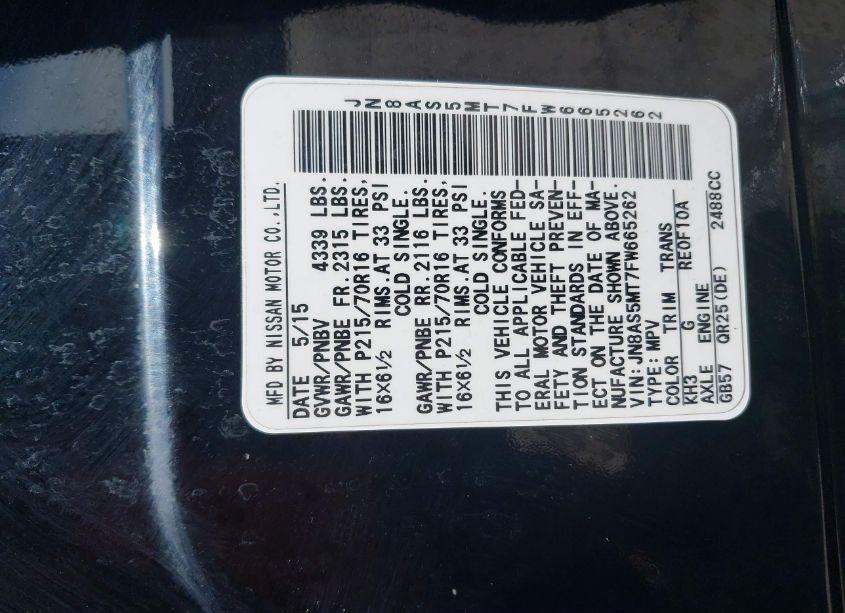 MFD BY NISSAN MOTOR CO.,LTD.
DATE 5/15
GVWR/PNBV 4339 LBS.
GAWR/PNBE FR.2315 LBS.
WITH P215/70R16 TIRES,
16X6½ RIMS.AT 33 PSI
COLD SINGLE.
GAWR/PNBE RR.2116 LBS.
WITH P215/70R16 TIRES,
16X6½ RIMS.AT 33 PSI
COLD SINGLE.
THIS VEHICLE CONFORMS
TO ALL APPLICABLE FED-
ERAL MOTOR VEHICLE SA-
FETY AND THEFT PREVEN-
TION STANDARDS IN EFF-
ECT ON THE DATE OF MA-
NUFACTURE SHOWN ABOVE.
VIN:JN8AS5MT7FW665262
TYPE:MPV
COLOR TRIM TRANS
KH3 G RE0F10A
AXLE ENGINE
GB57 QR25(DE) 2488CC
JN8AS5MT7FW665262